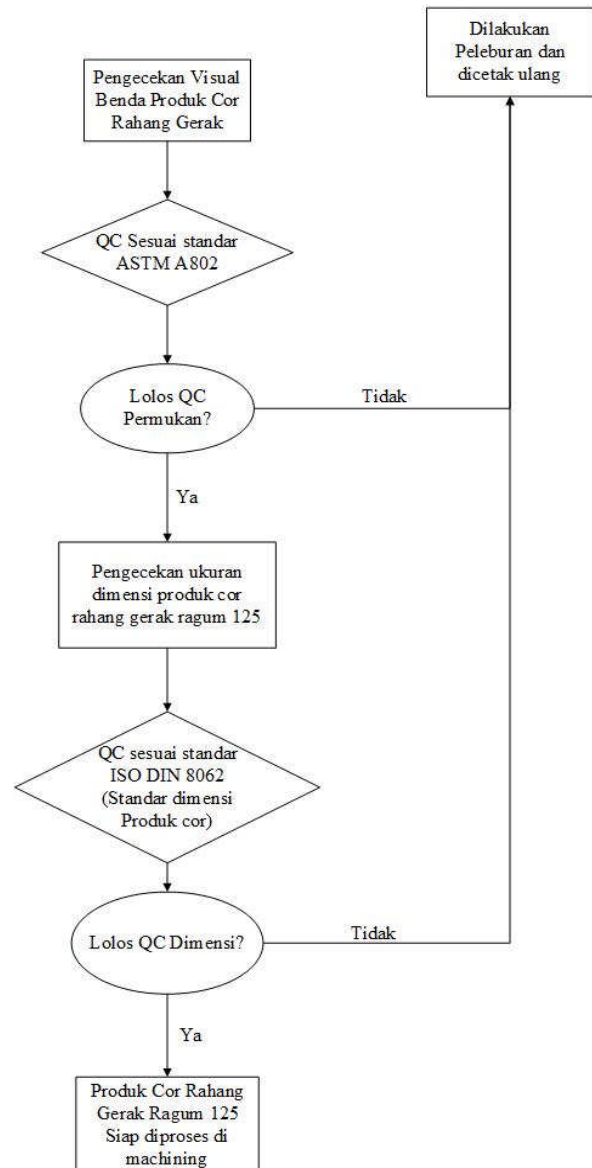 Dilakukan
Peleburan dan
dicetak ulang
Pengecekan Visual
Benda Produk Cor
Rahang Gerak
QC Sesuai standar
ASTM A802
Lolos QC
Permukan?
Tidak
Ya
Pengecekan ukuran
dimensi produk cor
rahang gerak ragum 125
QC sesuai standar
ISO DIN 8062
(Standar dimensi
Produk cor)
Lolos QC Dimensi?
Tidak
Ya
Produk Cor Rahang
Gerak Ragum 125
Siap diproses di
machining